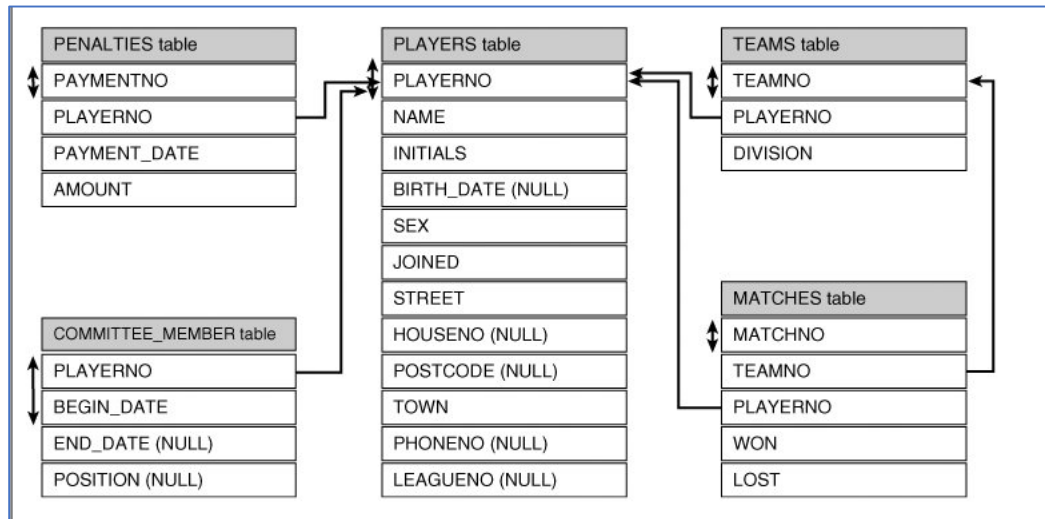 PENALTIES table
PAYMENTNO
PLAYERNO
PAYMENT_DATE
AMOUNT
COMMITTEE_MEMBER table
PLAYERNO
BEGIN_DATE
END_DATE (NULL)
POSITION (NULL)
PLAYERS table
PLAYERNO
NAME
INITIALS
BIRTH_DATE (NULL)
SEX
JOINED
STREET
HOUSENO (NULL)
POSTCODE (NULL)
TOWN
PHONENO (NULL)
LEAGUENO (NULL)
TEAMS table
TEAMNO
PLAYERNO
DIVISION
MATCHES table
MATCHNO
TEAMNO
PLAYERNO
WON
LOST